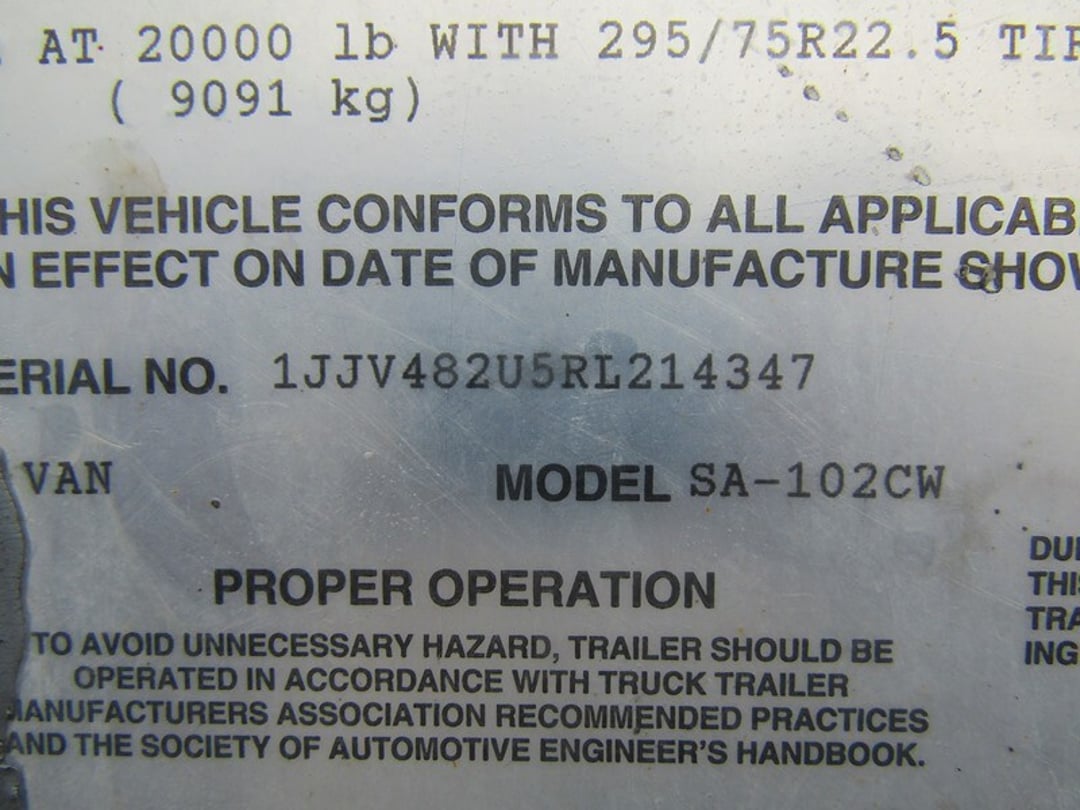 AT 20000 lb WITH 295/75R22.5 TIR
( 9091 kg)
HIS VEHICLE CONFORMS TO ALL APPLICAB
N EFFECT ON DATE OF MANUFACTURE SHOW
ERIAL NO. 1JJV482U5RL214347
VAN MODEL SA-102CW
PROPER OPERATION
TO AVOID UNNECESSARY HAZARD, TRAILER SHOULD BE
OPERATED IN ACCORDANCE WITH TRUCK TRAILER
MANUFACTURERS ASSOCIATION RECOMMENDED PRACTICES
AND THE SOCIETY OF AUTOMOTIVE ENGINEER'S HANDBOOK.
DUR
THIS
TRA
ING